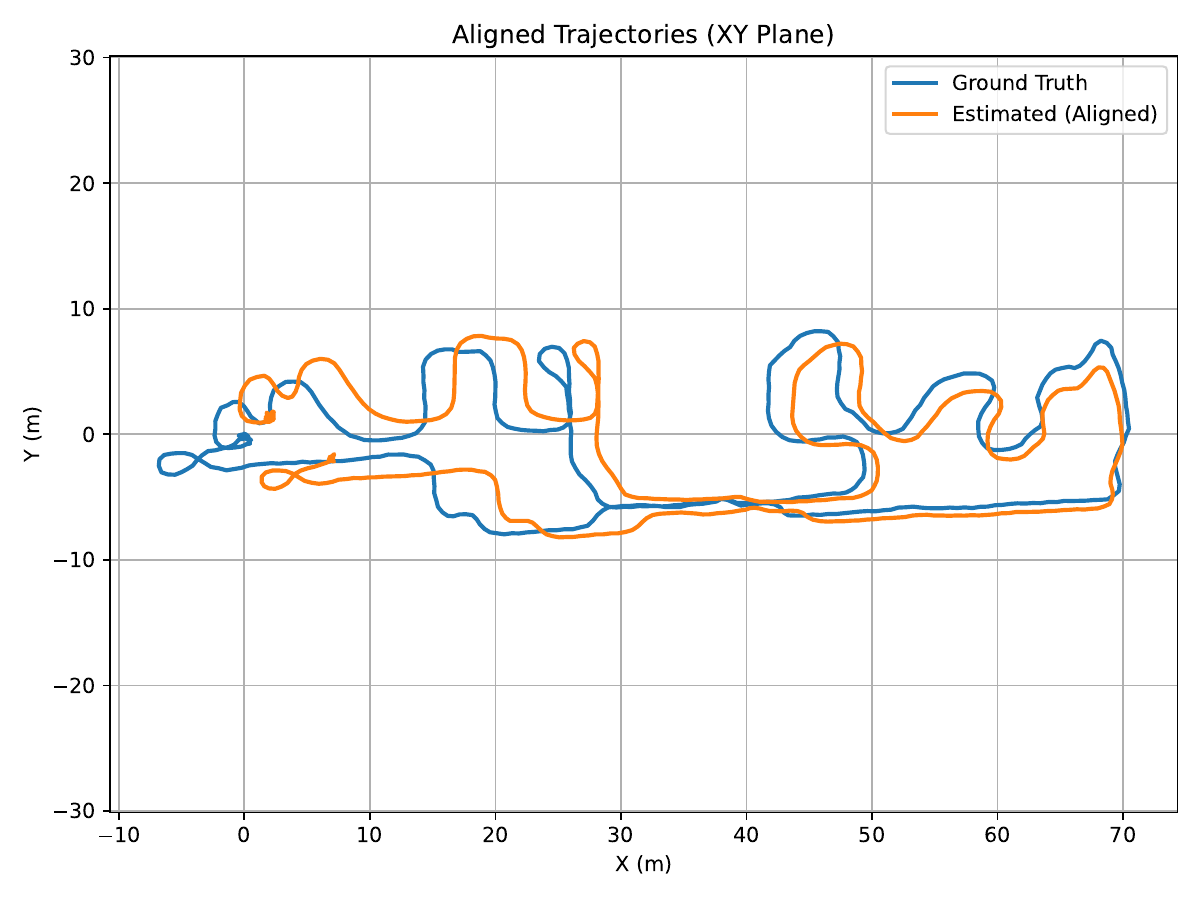 Aligned Trajectories (XY Plane)
Ground Truth
Estimated (Aligned)
30
20
10
0
−10
−20
−30
Y (m)
−10 0 10 20 30 40 50 60 70
X (m)